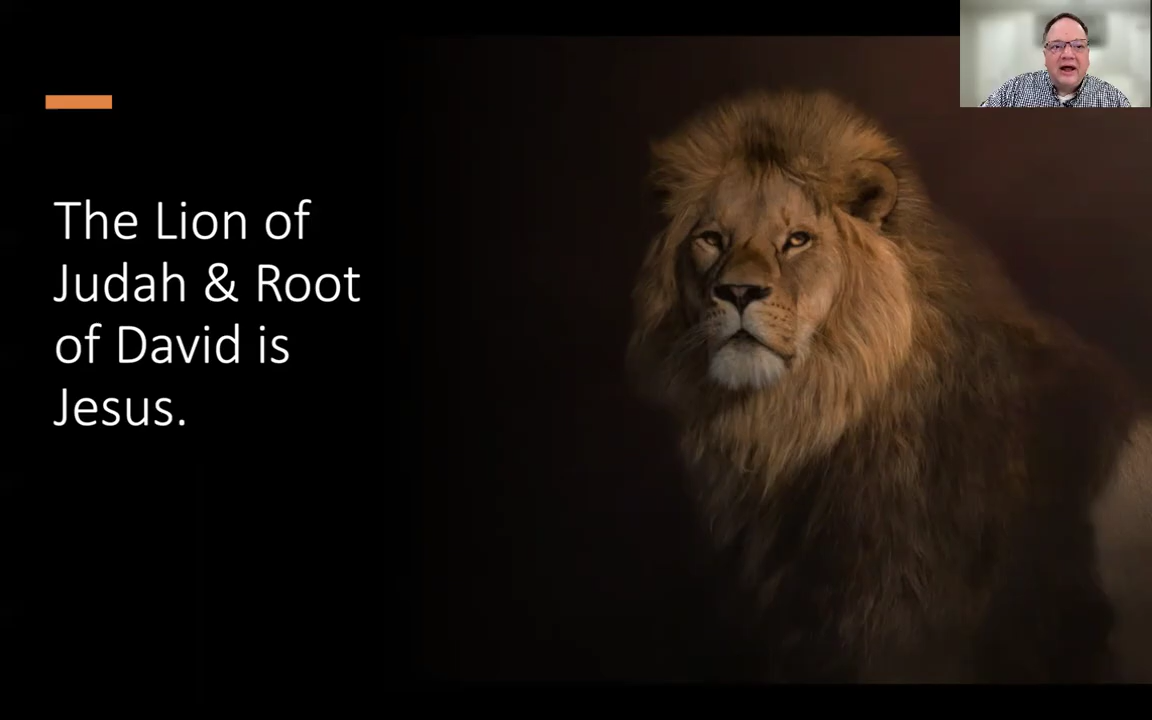 The Lion of
Judah & Root
of David is
Jesus.